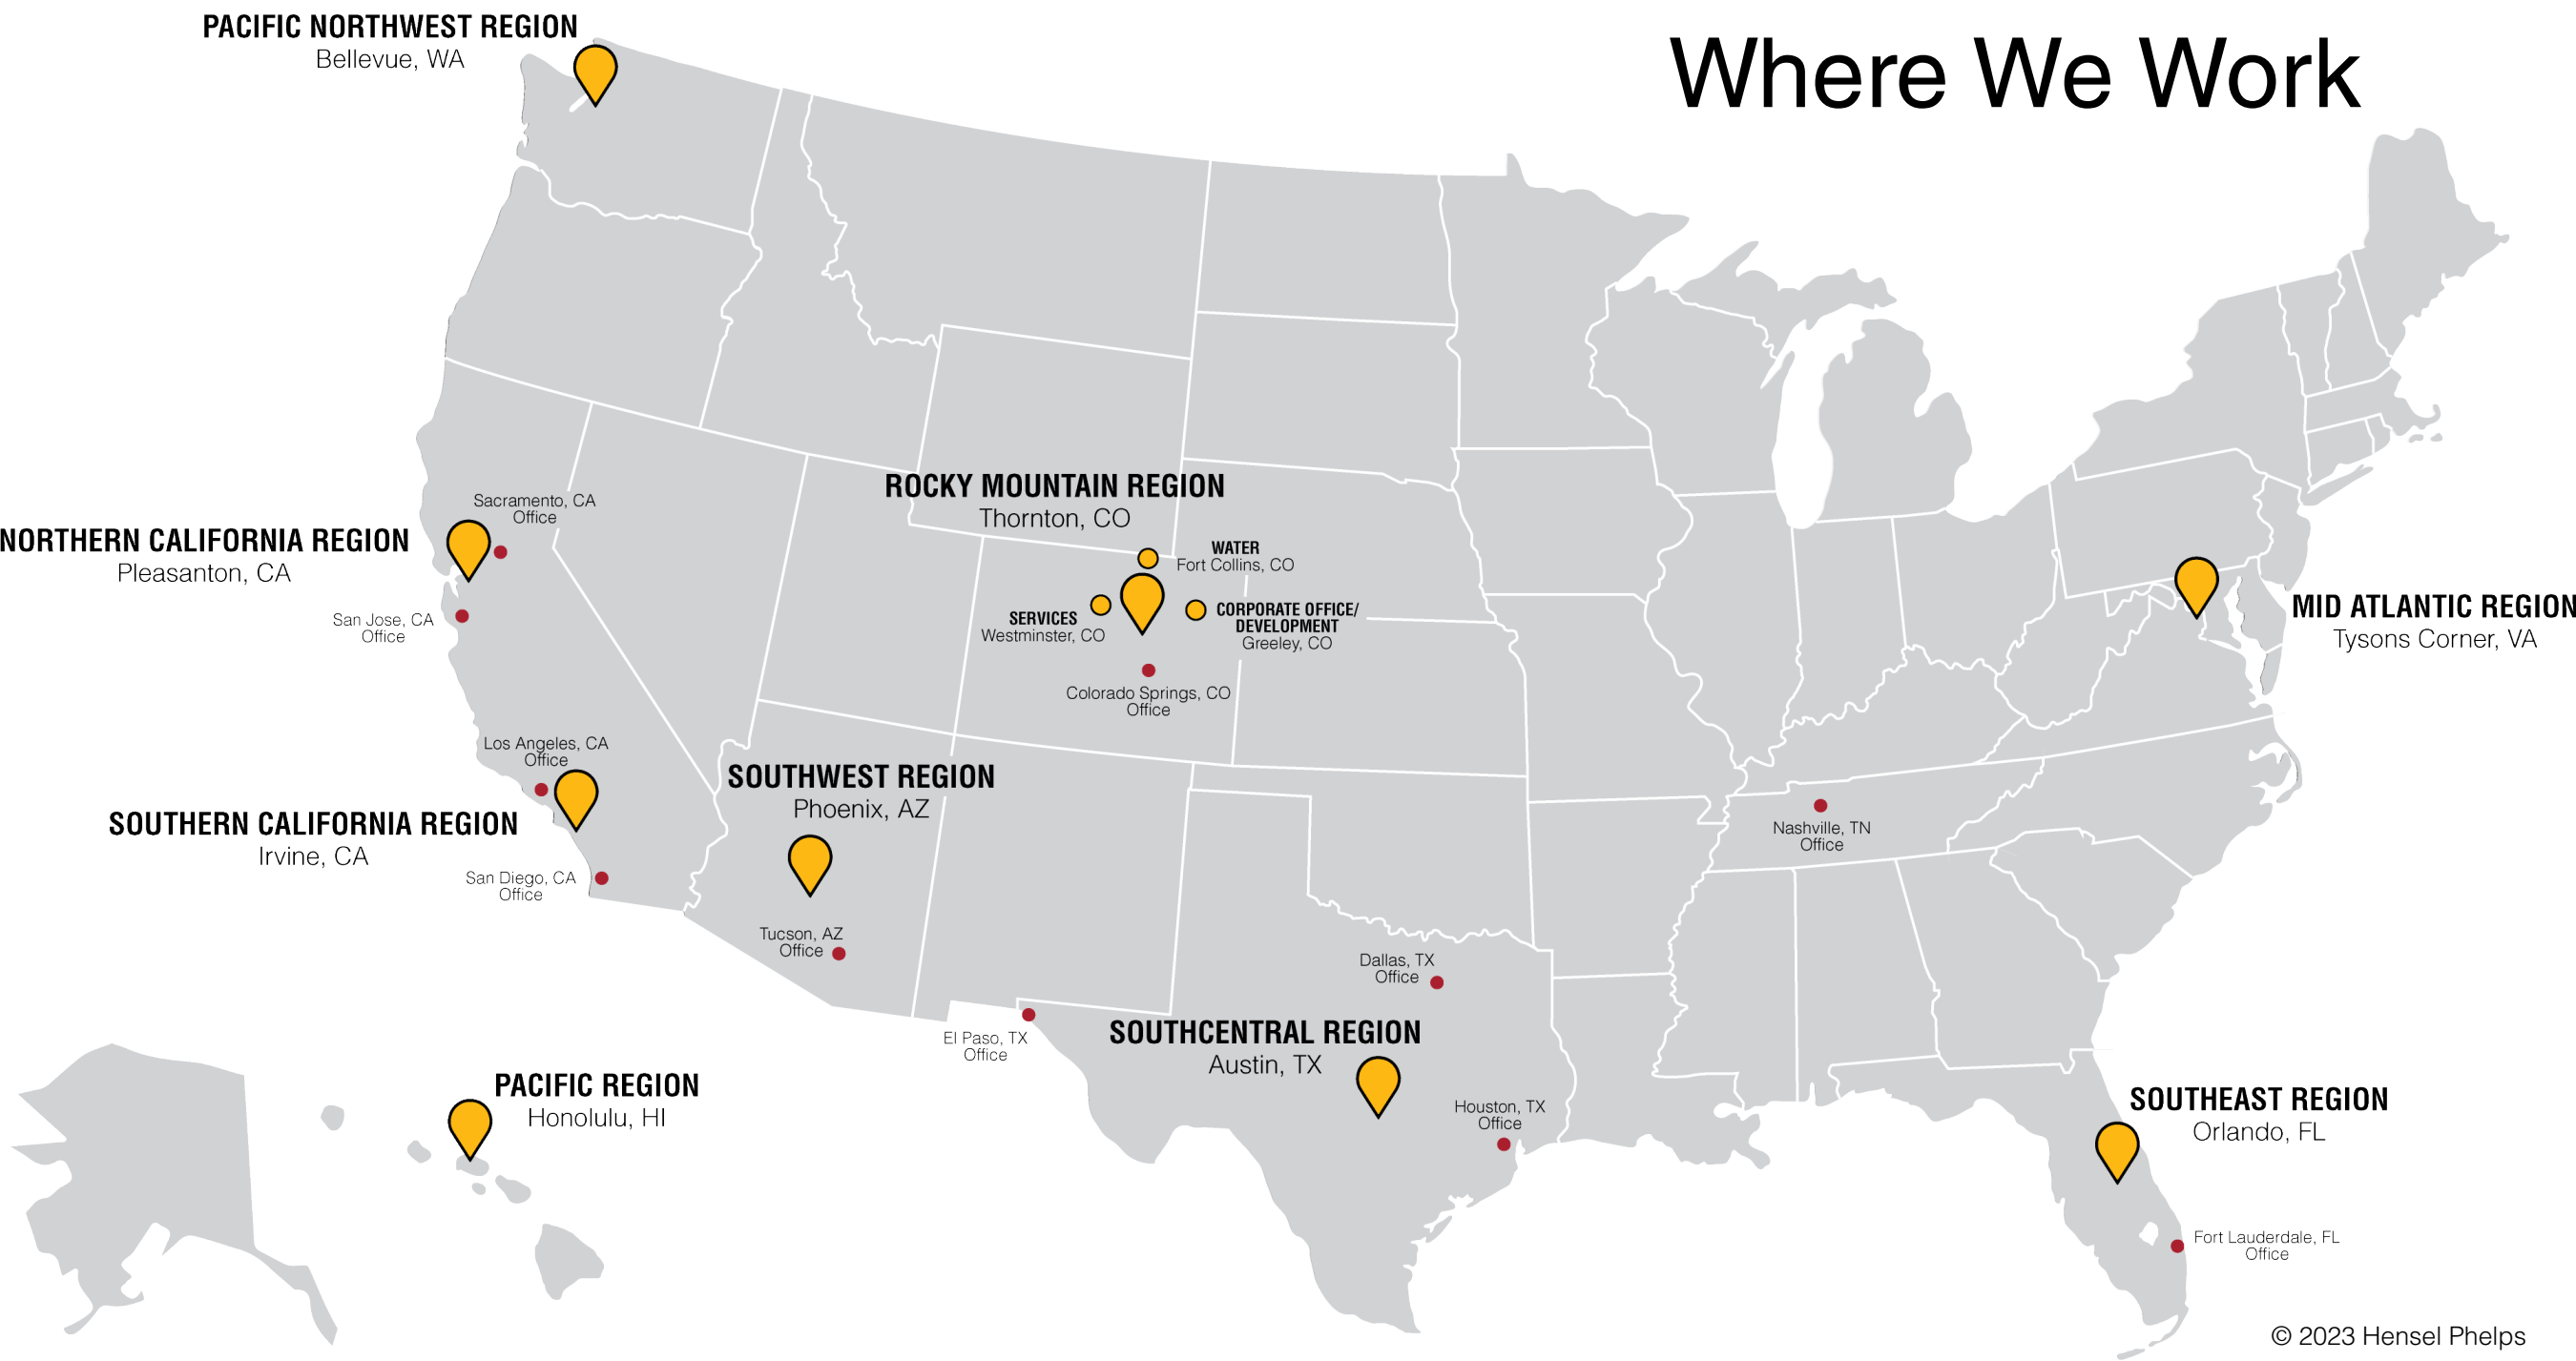 PACIFIC NORTHWEST REGION
Bellevue, WA
Where We Work
ROCKY MOUNTAIN REGION
Thornton, CO
Sacramento, CA
Office
NORTHERN CALIFORNIA REGION
Pleasanton, CA
San Jose, CA
Office
WATER
Fort Collins, CO
SERVICES
Westminster, CO
CORPORATE OFFICE/
DEVELOPMENT
Greeley, CO
Colorado Springs, CO
Office
MID ATLANTIC REGION
Tysons Corner, VA
Los Angeles, CA
Office
SOUTHERN CALIFORNIA REGION
Irvine, CA
San Diego, CA
Office
SOUTHWEST REGION
Phoenix, AZ
Tucson, AZ
Office
Nashville, TN
Office
Dallas, TX
Office
El Paso, TX
Office
SOUTHCENTRAL REGION
Austin, TX
Houston, TX
Office
PACIFIC REGION
Honolulu, HI
SOUTHEAST REGION
Orlando, FL
Fort Lauderdale, FL
Office
© 2023 Hensel Phelps